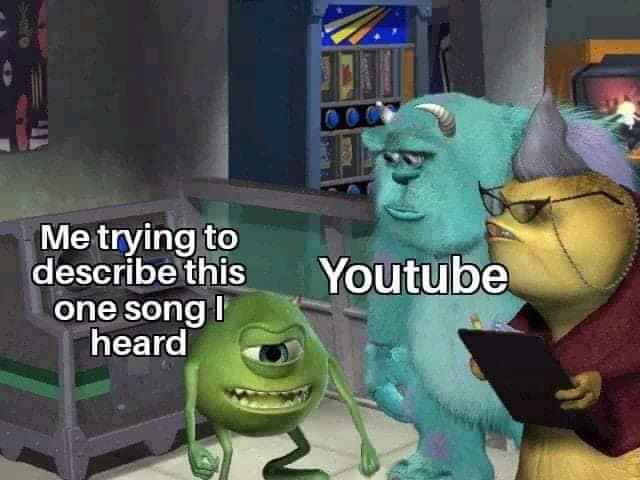 Me trying to
describe this
one song I
heard
Youtube